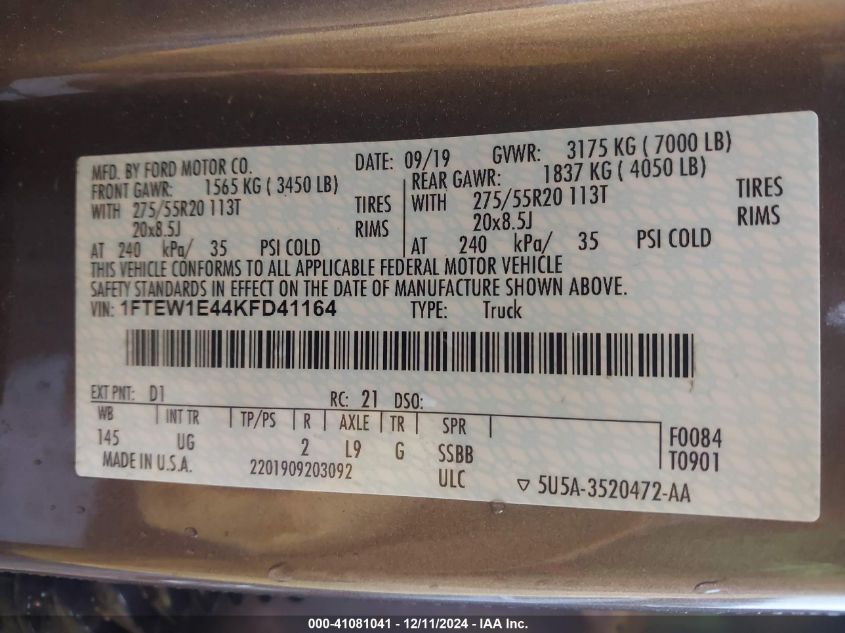 MFD. BY FORD MOTOR CO. DATE: 09/19 GVWR: 3175 KG ( 7000 LB)
FRONT GAWR: 1565 KG ( 3450 LB) REAR GAWR: 1837 KG ( 4050 LB)
WITH 275/55R20 113T TIRES WITH 275/55R20 113T TIRES
20x8.5J RIMS 20x8.5J RIMS
AT 240 kPa/ 35 PSI COLD AT 240 kPa/ 35 PSI COLD
THIS VEHICLE CONFORMS TO ALL APPLICABLE FEDERAL MOTOR VEHICLE
SAFETY STANDARDS IN EFFECT ON THE DATE OF MANUFACTURE SHOWN ABOVE.
VIN: 1FTEW1E44KFD41164 TYPE: Truck
EXT PNT: D1 RC: 21 DSO:
WB INT TR TP/PS R AXLE TR SPR
145 UG 2 L9 G SSBB F0084
MADE IN U.S.A. 2201909203092 ULC T0901
▽ 5U5A-3520472-AA
000-41081041 - 12/11/2024 - IAA Inc.